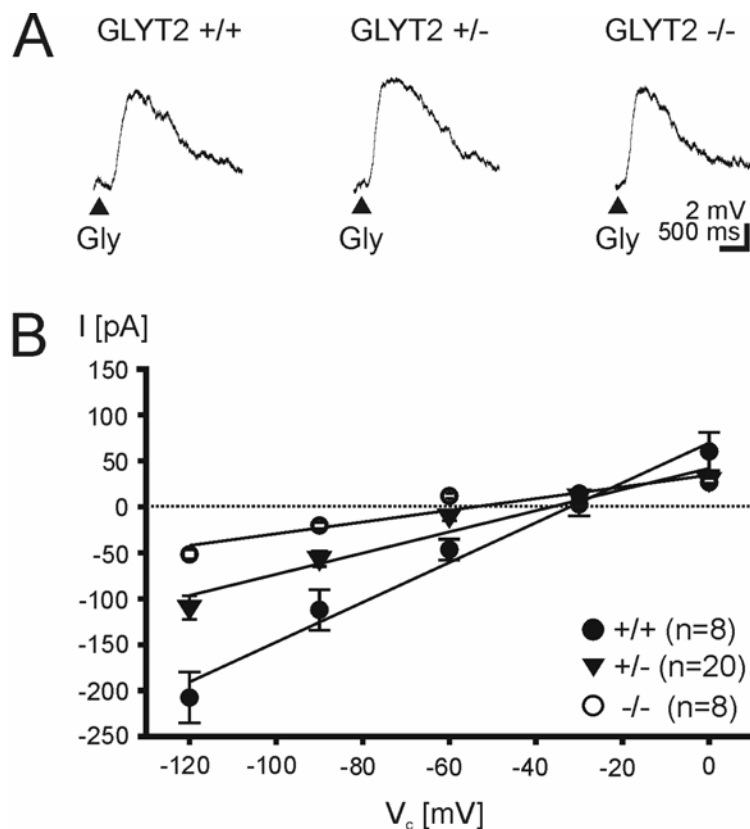 A
GLYT2 +/+ GLYT2 +/- GLYT2 -/-
Gly Gly Gly
2 mV
500 ms
B
I [pA]
150
100
50
0
-50
-100
-150
-200
-250
+/+ (n=8)
+/- (n=20)
-/- (n=8)
-120 -100 -80 -60 -40 -20 0
Vc [mV]